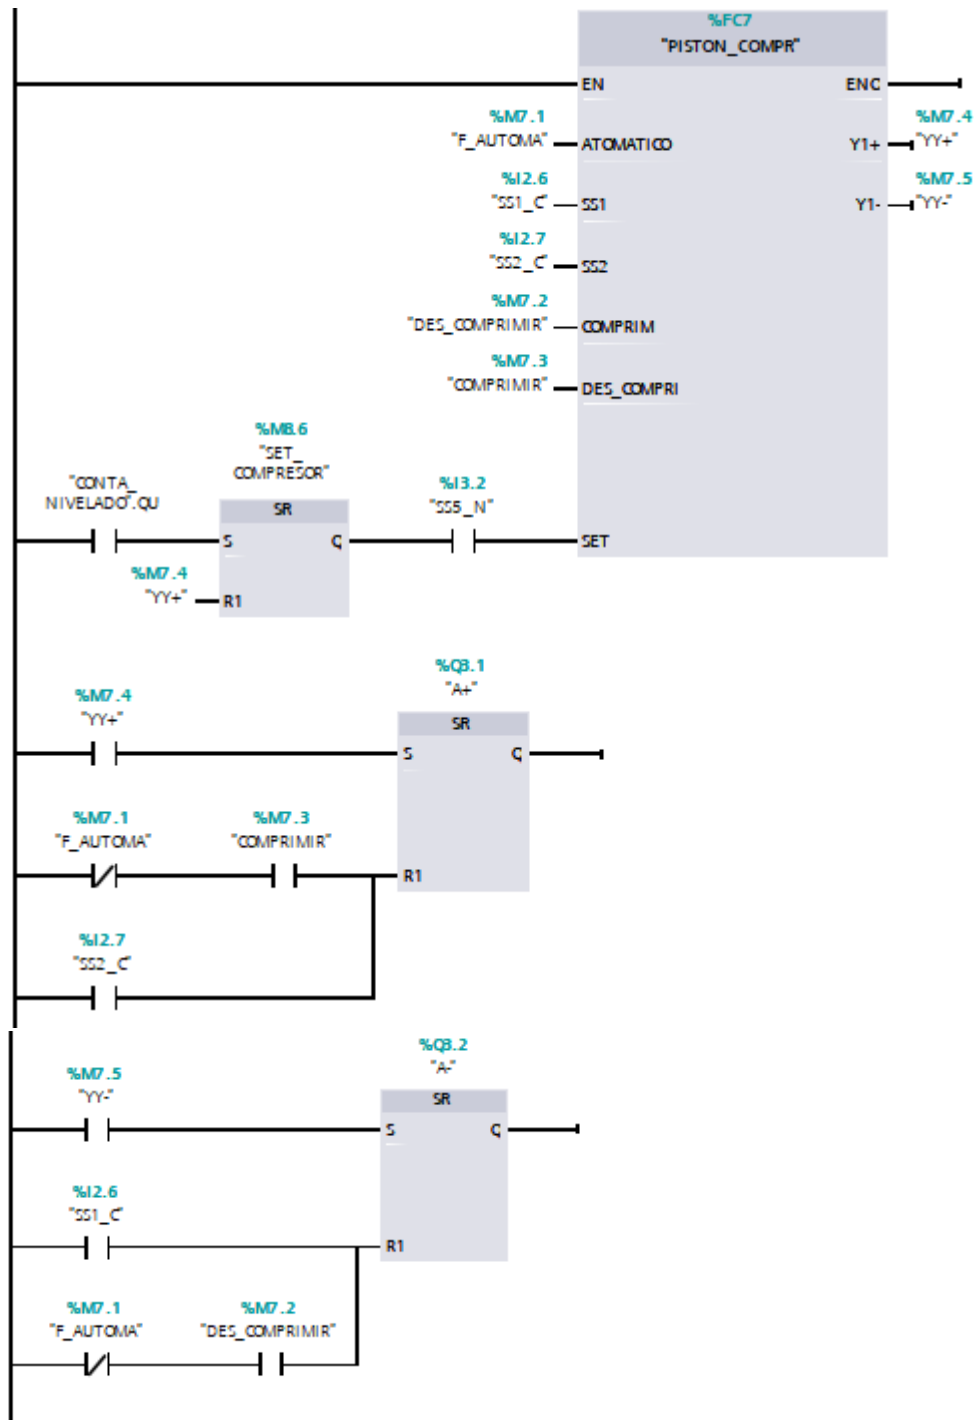 %FC7
"PISTON_COMPR"
EN
ENO
%M7.1
"F_AUTOMA"
ATOMATICO
Y1+
%M7.4
"YY+"
%I2.6
"SS1_C"
SS1
Y1-
%M7.5
"YY-"
%I2.7
"SS2_C"
SS2
%M7.2
"DES_COMPRIMIR"
COMPRIM
%M7.3
"COMPRIMIR"
DES_COMPRI
%M8.6
"SET_
COMPRESOR"
"CONTA_
NIVELADO".QU
SR
%I3.2
"SS5_N"
S
Q
SET
%M7.4
"YY+"
R1
%Q3.1
"A+"
%M7.4
"YY+"
SR
S
Q
%M7.1
"F_AUTOMA"
%M7.3
"COMPRIMIR"
R1
%I2.7
"SS2_C"
%Q3.2
"A-"
%M7.5
"YY-"
SR
S
Q
%I2.6
"SS1_C"
R1
%M7.1
"F_AUTOMA"
%M7.2
"DES_COMPRIMIR"